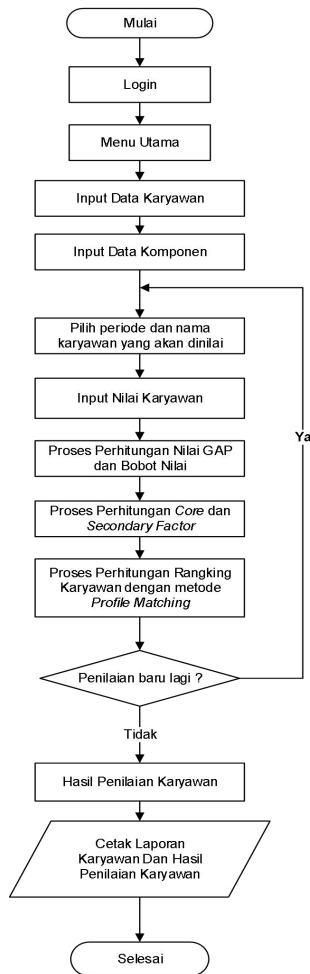 Mulai
Login
Menu Utama
Input Data Karyawan
Input Data Komponen
Pilih periode dan nama
karyawan yang akan dinilai
Input Nilai Karyawan
Ya
Proses Perhitungan Nilai GAP
dan Bobot Nilai
Proses Perhitungan Core dan
Secondary Factor
Proses Perhitungan Rangking
Karyawan dengan metode
Profile Matching
Penilaian baru lagi ?
Tidak
Hasil Penilaian Karyawan
Cetak Laporan
Karyawan Dan Hasil
Penilaian Karyawan
Selesai